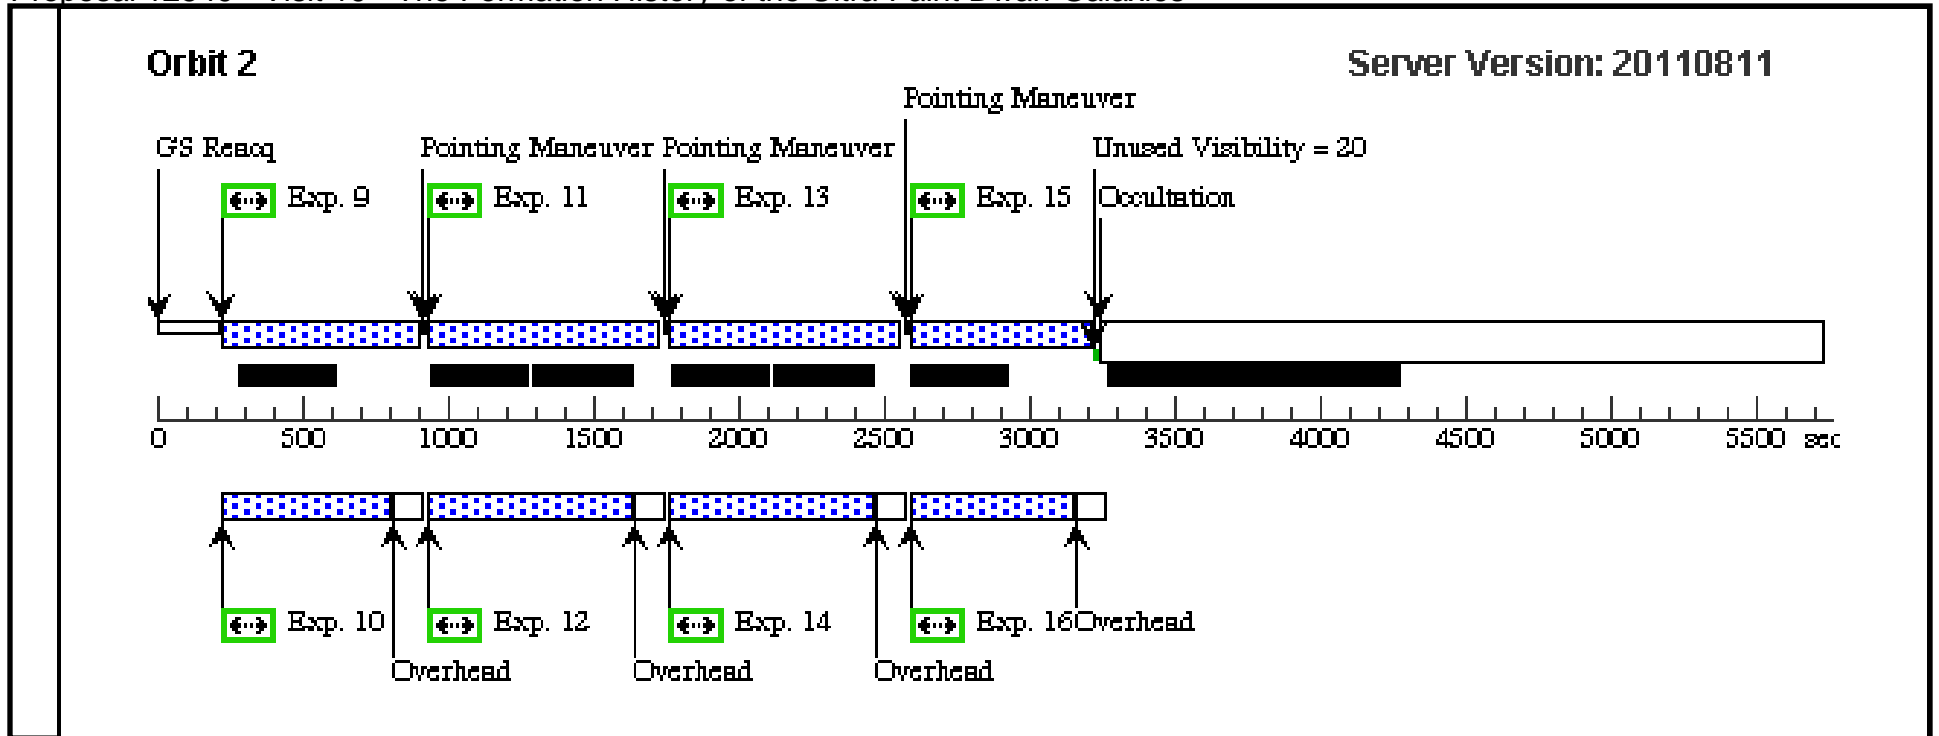 Orbit 2 Server Version: 20110811
Pointing Maneuver
GS Reacq Pointing Maneuver Pointing Maneuver Unused Visibility = 20
Exp. 9 Exp. 11 Exp. 13 Exp. 15 Occultation
0 500 1000 1500 2000 2500 3000 3500 4000 4500 5000 5500 sec
Exp. 10 Exp. 12 Exp. 14 Exp. 16 Overhead
Overhead Overhead Overhead